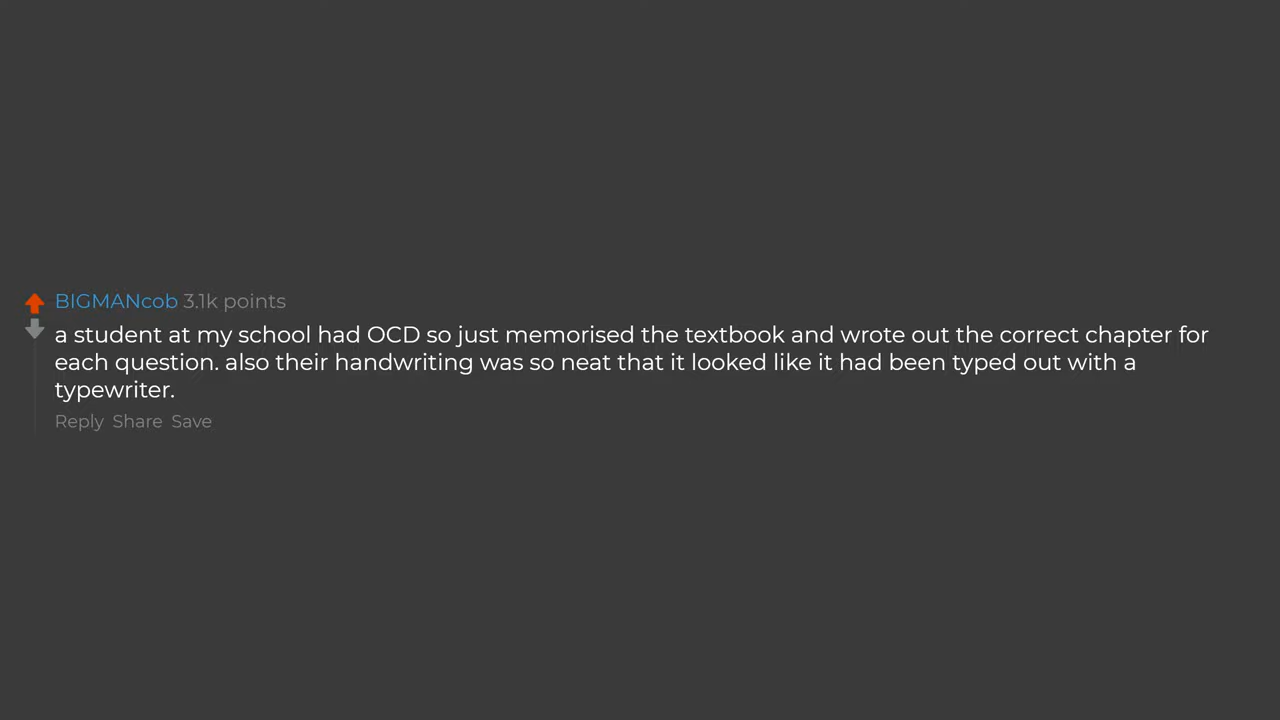 BIGMANcob 3.1k points
a student at my school had OCD so just memorised the textbook and wrote out the correct chapter for
each question. also their handwriting was so neat that it looked like it had been typed out with a
typewriter.
Reply Share Save